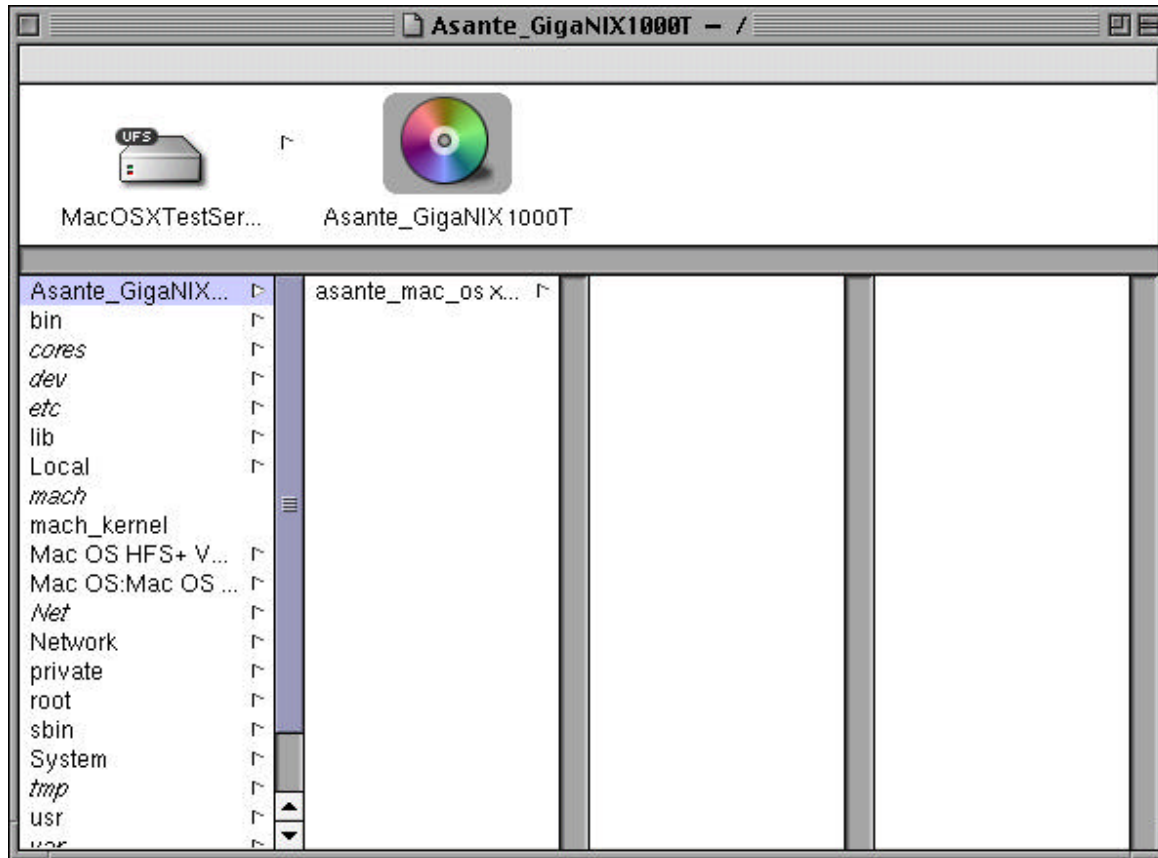 Asante_GigaNIX1000T — /
UFS
MacOSXTestSer...
Asante_GigaNIX1000T
Asante_GigaNIX...
asante_mac_os x...
bin
cores
dev
etc
lib
Local
mach
mach_kernel
Mac OS HFS+ V...
Mac OS:Mac OS ...
Net
Network
private
root
sbin
System
tmp
usr
var